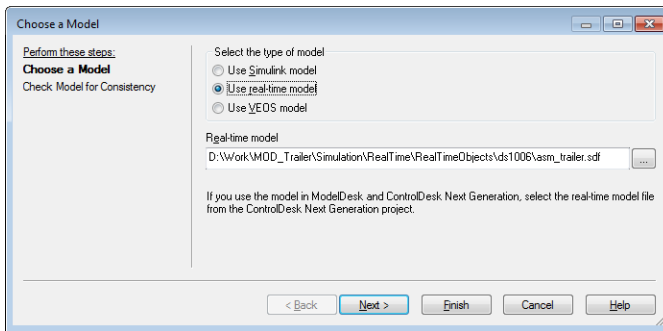 Choose a Model
Perform these steps:
Choose a Model
Check Model for Consistency
Select the type of model
Use Simulink model
Use real-time model
Use VEOS model
Real-time model
D:\Work\MOD_Trailer\Simulation\RealTime\RealTimeObjects\ds1006\asm_trailer.sdf
...
If you use the model in ModelDesk and ControlDesk Next Generation, select the real-time model file
from the ControlDesk Next Generation project.
< Back
Next >
Finish
Cancel
Help